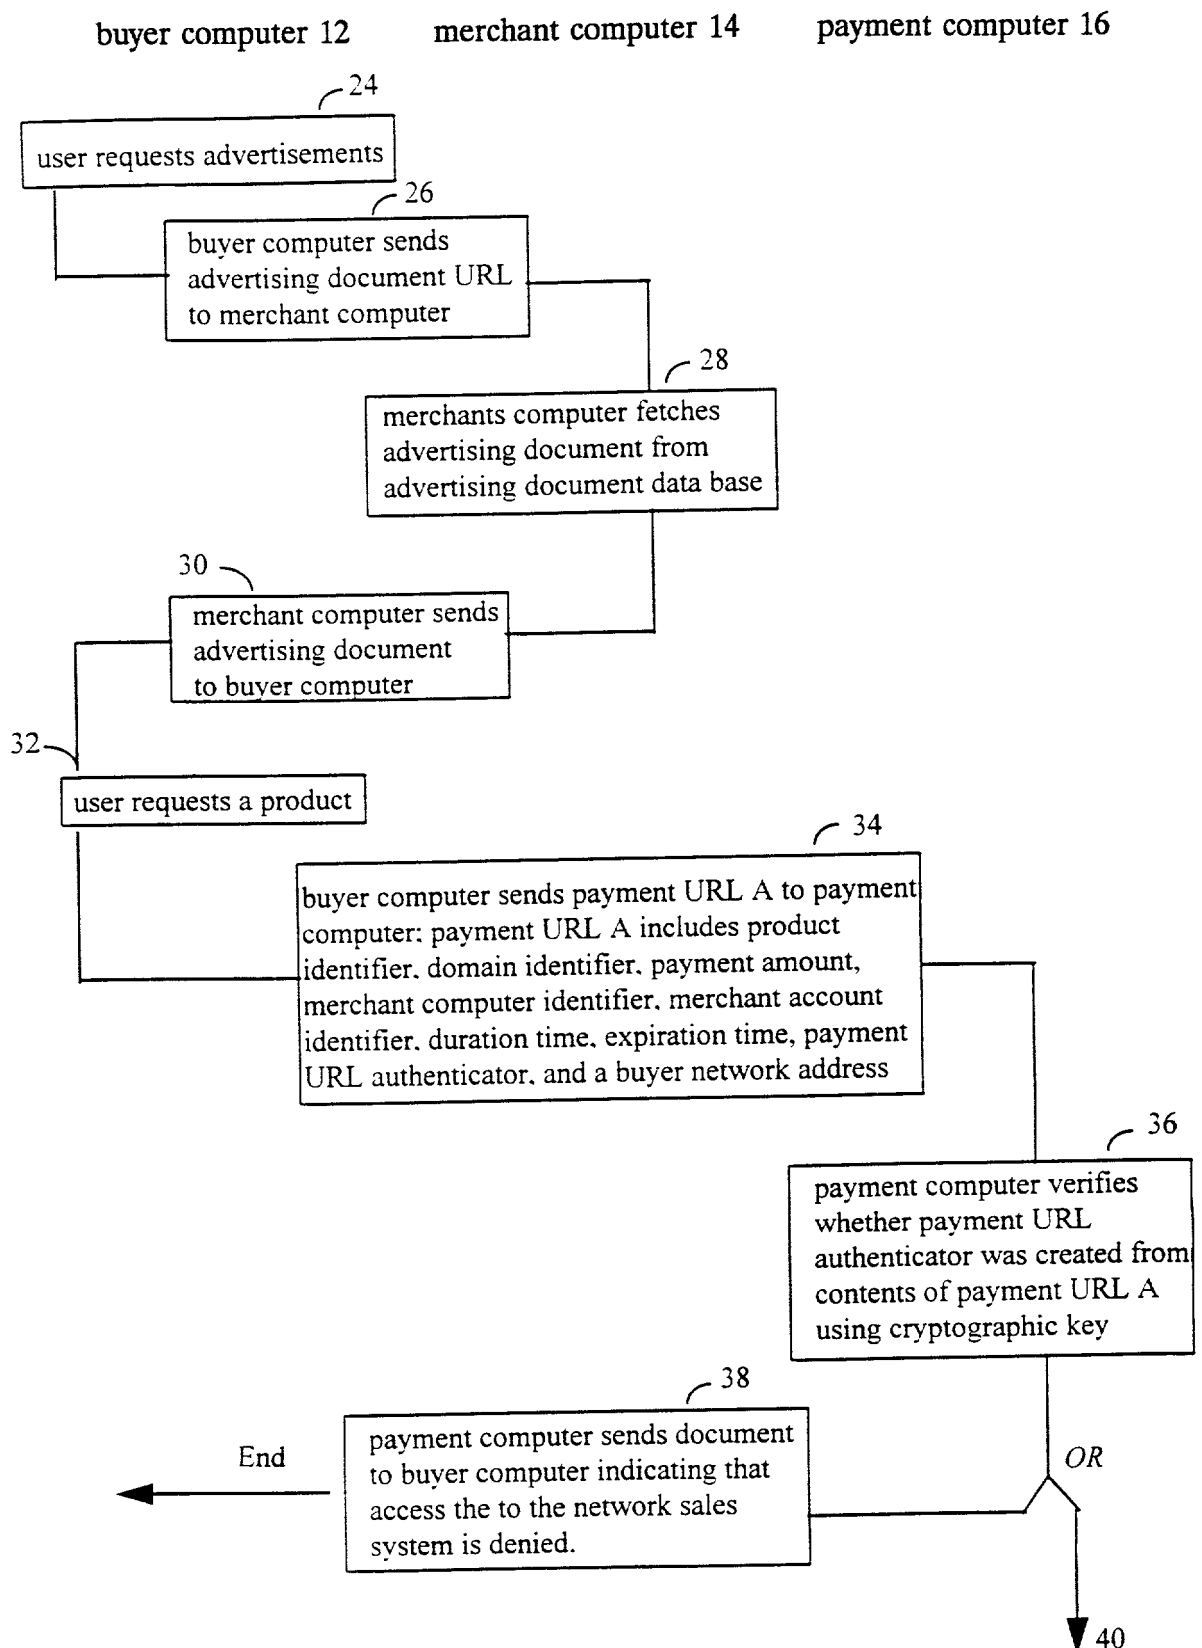 buyer computer 12 merchant computer 14 payment computer 16
24
user requests advertisements
26
buyer computer sends
advertising document URL
to merchant computer
28
merchants computer fetches
advertising document from
advertising document data base
30
merchant computer sends
advertising document
to buyer computer
32
user requests a product
34
buyer computer sends payment URL A to payment
computer: payment URL A includes product
identifier, domain identifier, payment amount,
merchant computer identifier, merchant account
identifier, duration time, expiration time, payment
URL authenticator, and a buyer network address
36
payment computer verifies
whether payment URL
authenticator was created from
contents of payment URL A
using cryptographic key
38
payment computer sends document
to buyer computer indicating that
access the to the network sales
system is denied.
End
OR
40